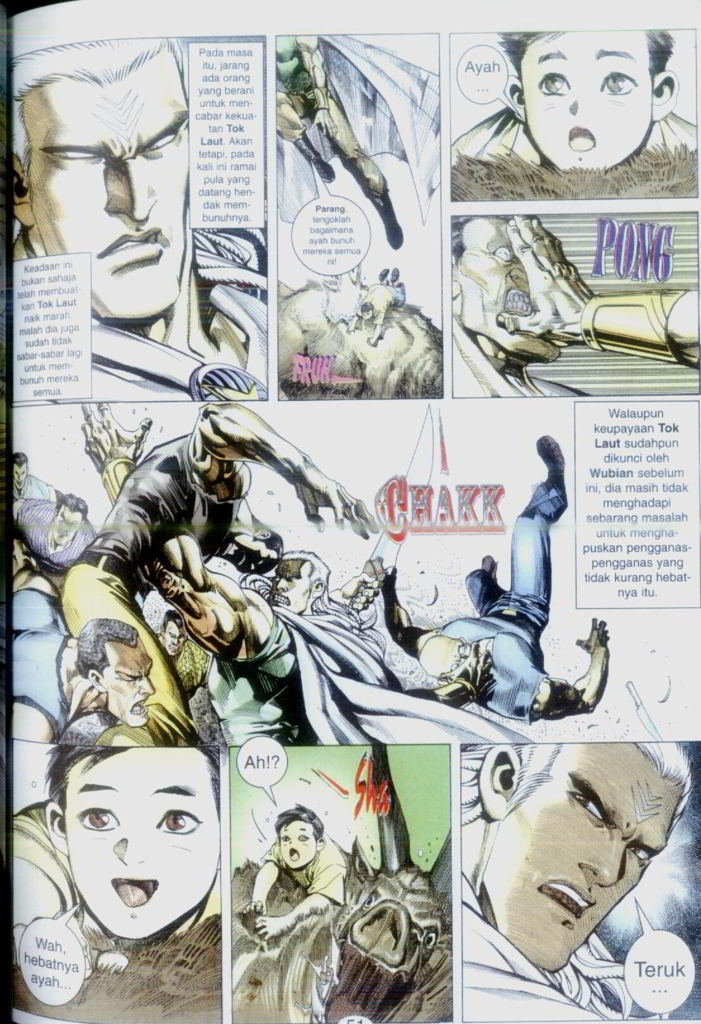 Pada masa
itu, jarang
ada orang
yang berani
untuk men-
cabar kekua-
tan Tok
Laut. Akan
tetapi, pada
kali ini ramai
pula yang
datang hen-
dak mem-
bunuhnya.
Keadaan ini
bukan sahaja
telah membuat-
kan Tok Laut
naik marah.
malah dia juga
sudah tidak
sabar-sabar lagi
untuk mem-
bunuh mereka
semua.
Parang,
tengoklah
bagaimana
ayah bunuh
mereka semua
ni!
FRUH
Ayah
...
PONG
CHAKK
Walaupun
keupayaan Tok
Laut sudahpun
dikunci oleh
Wubian sebelum
ini, dia masih tidak
menghadapi
sebarang masalah
untuk mengha-
puskan pengganas-
pengganas yang
tidak kurang hebat-
nya itu.
Wah,
hebatnya
ayah...
Ah!?
Sha
Teruk
...
51